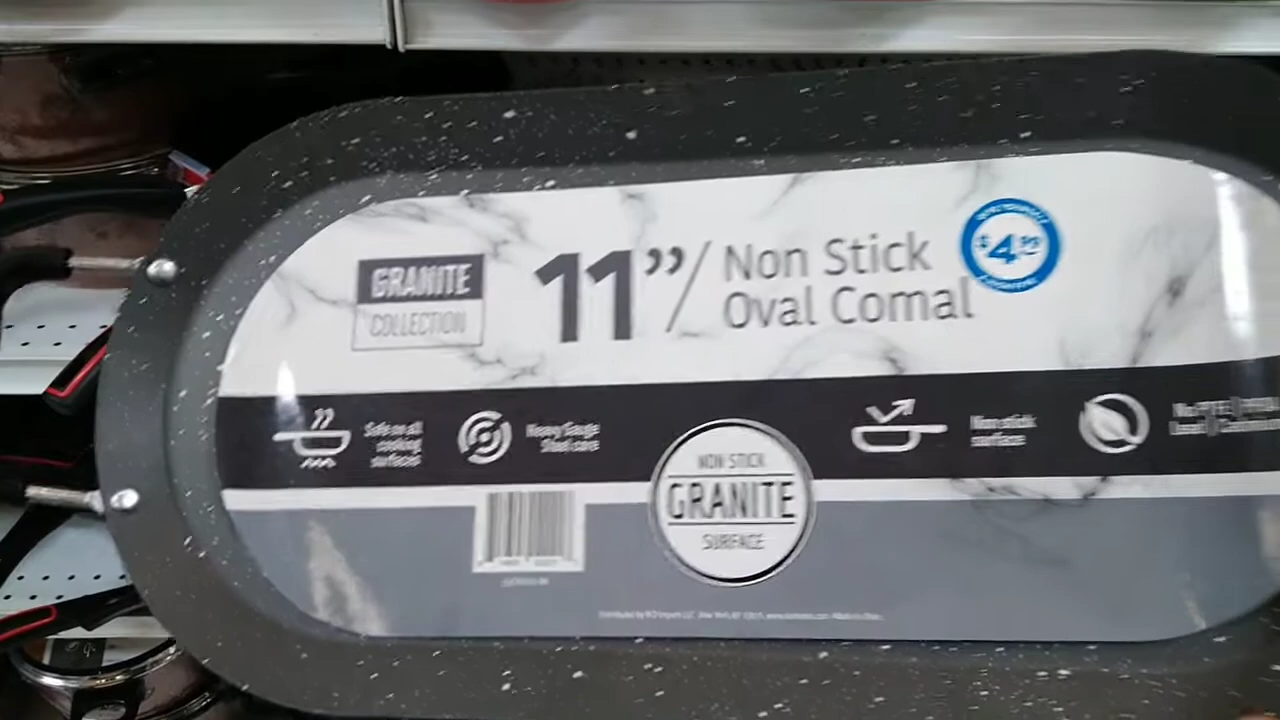 GRANITE
COLLECTION
11”/
Non Stick
Oval Comal
$4.99
Safe on all
cooking
surfaces
Heavy Gauge
Steel core
Non stick
surface
NON STICK
GRANITE
SURFACE